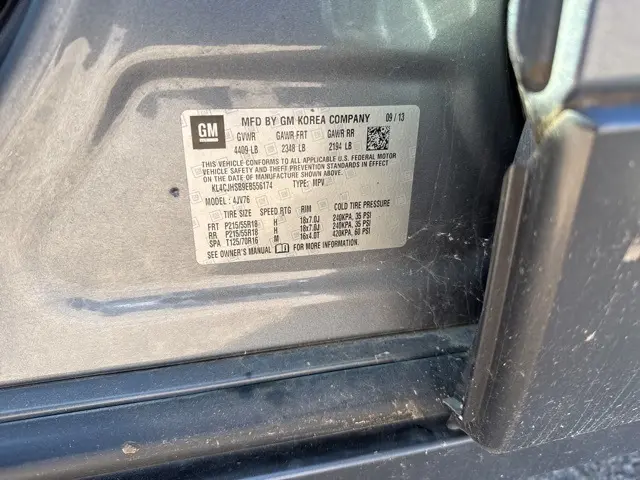 GM
MFD BY GM KOREA COMPANY 09/13
GVWR GAWR FRT GAWR RR
4409 LB 2348 LB 2194 LB
THIS VEHICLE CONFORMS TO ALL APPLICABLE U.S. FEDERAL MOTOR
VEHICLE SAFETY AND THEFT PREVENTION STANDARDS IN EFFECT
ON THE DATE OF MANUFACTURE SHOWN ABOVE.
KL4CJHSB9EB556174 TYPE: MPV
MODEL: 4JV76
TIRE SIZE SPEED RTG RIM COLD TIRE PRESSURE
FRT P215/55R18 H 18x7.0J 240KPA, 35 PSI
RR P215/55R18 H 18x7.0J 240KPA, 35 PSI
SPA T125/70R16 M 16x4.0T 420KPA, 60 PSI
SEE OWNER'S MANUAL FOR MORE INFORMATION.